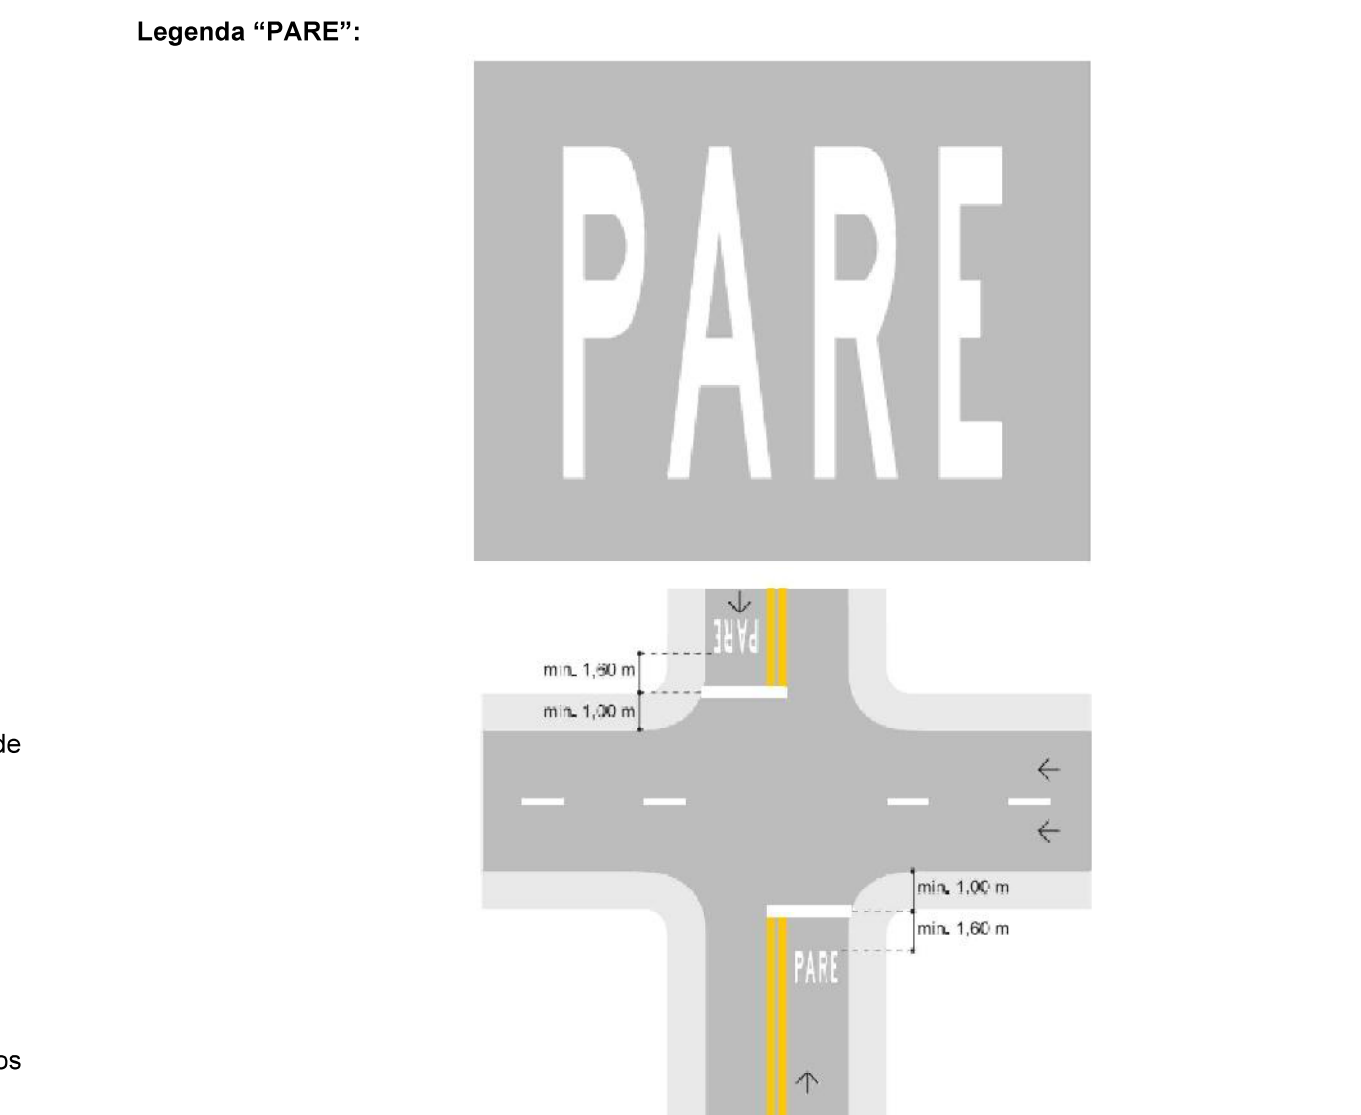 Legenda “PARE”:
PARE
PARE
min. 1,60 m
min. 1,00 m
de
min. 1,00 m
min. 1,60 m
PARE
os